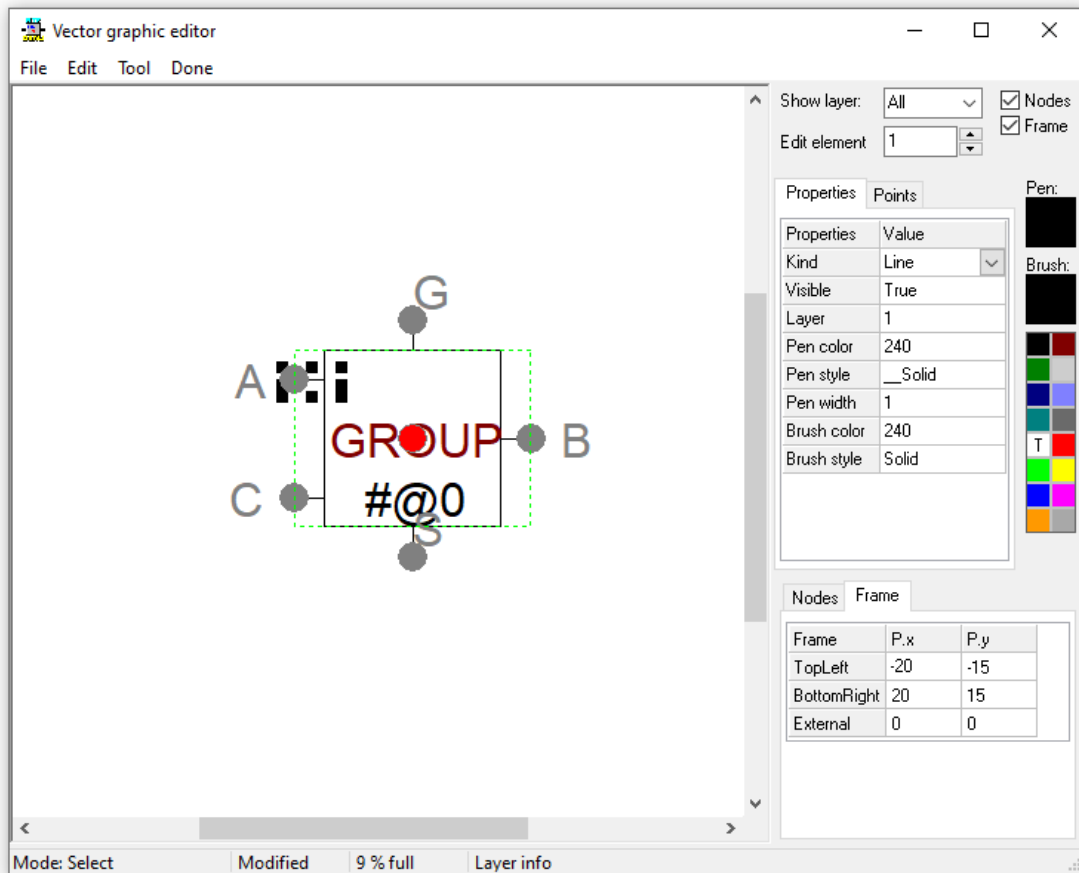 Vector graphic editor
File Edit Tool Done
Show layer: All Nodes
Frame
Edit element 1
Properties Points
Pen:
Properties Value
Kind Line
Brush:
Visible True
Layer 1
Pen color 240
Pen style __Solid
Pen width 1
Brush color 240
Brush style Solid
T
G
A
GROUP
B
C
#@0
S
Nodes Frame
Frame P.x P.y
TopLeft -20 -15
BottomRight 20 15
External 0 0
Mode: Select Modified 9 % full Layer info